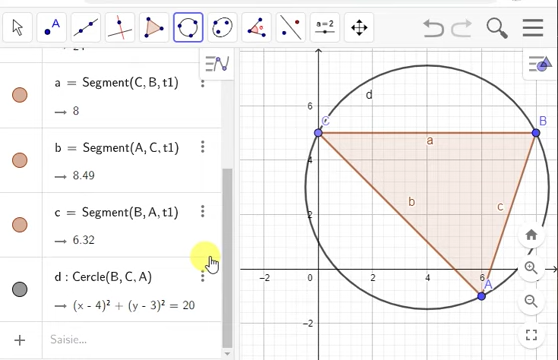 A
a=2
a = Segment(C, B, t1)
→ 8
b = Segment(A, C, t1)
→ 8.49
c = Segment(B, A, t1)
→ 6.32
d : Cercle(B, C, A)
→ (x - 4)² + (y - 3)² = 20
Saisie...
d
6
C
B
a
4
b
c
2
−2
0
2
4
6
A
−2